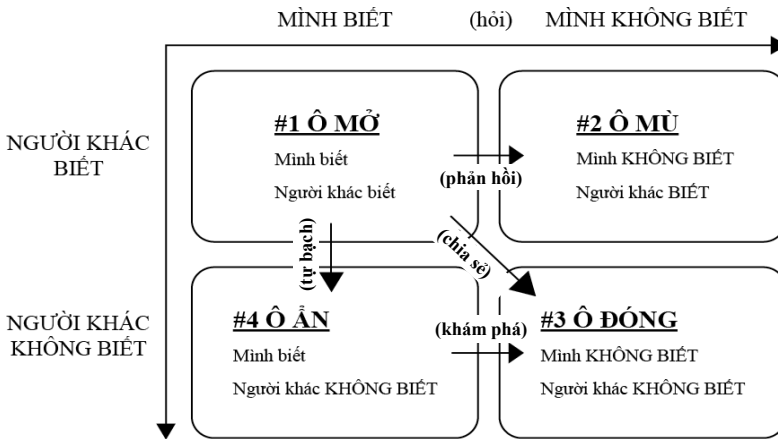 MÌNH BIẾT (hỏi) MÌNH KHÔNG BIẾT
NGƯỜI KHÁC
BIẾT
#1 Ô MỞ
Mình biết
Người khác biết
(phản hồi)
#2 Ô MÙ
Mình KHÔNG BIẾT
Người khác BIẾT
(tự bạch)
(chia sẻ)
NGƯỜI KHÁC
KHÔNG BIẾT
#4 Ô ẨN
Mình biết
Người khác KHÔNG BIẾT
(khám phá)
#3 Ô ĐÓNG
Mình KHÔNG BIẾT
Người khác KHÔNG BIẾT